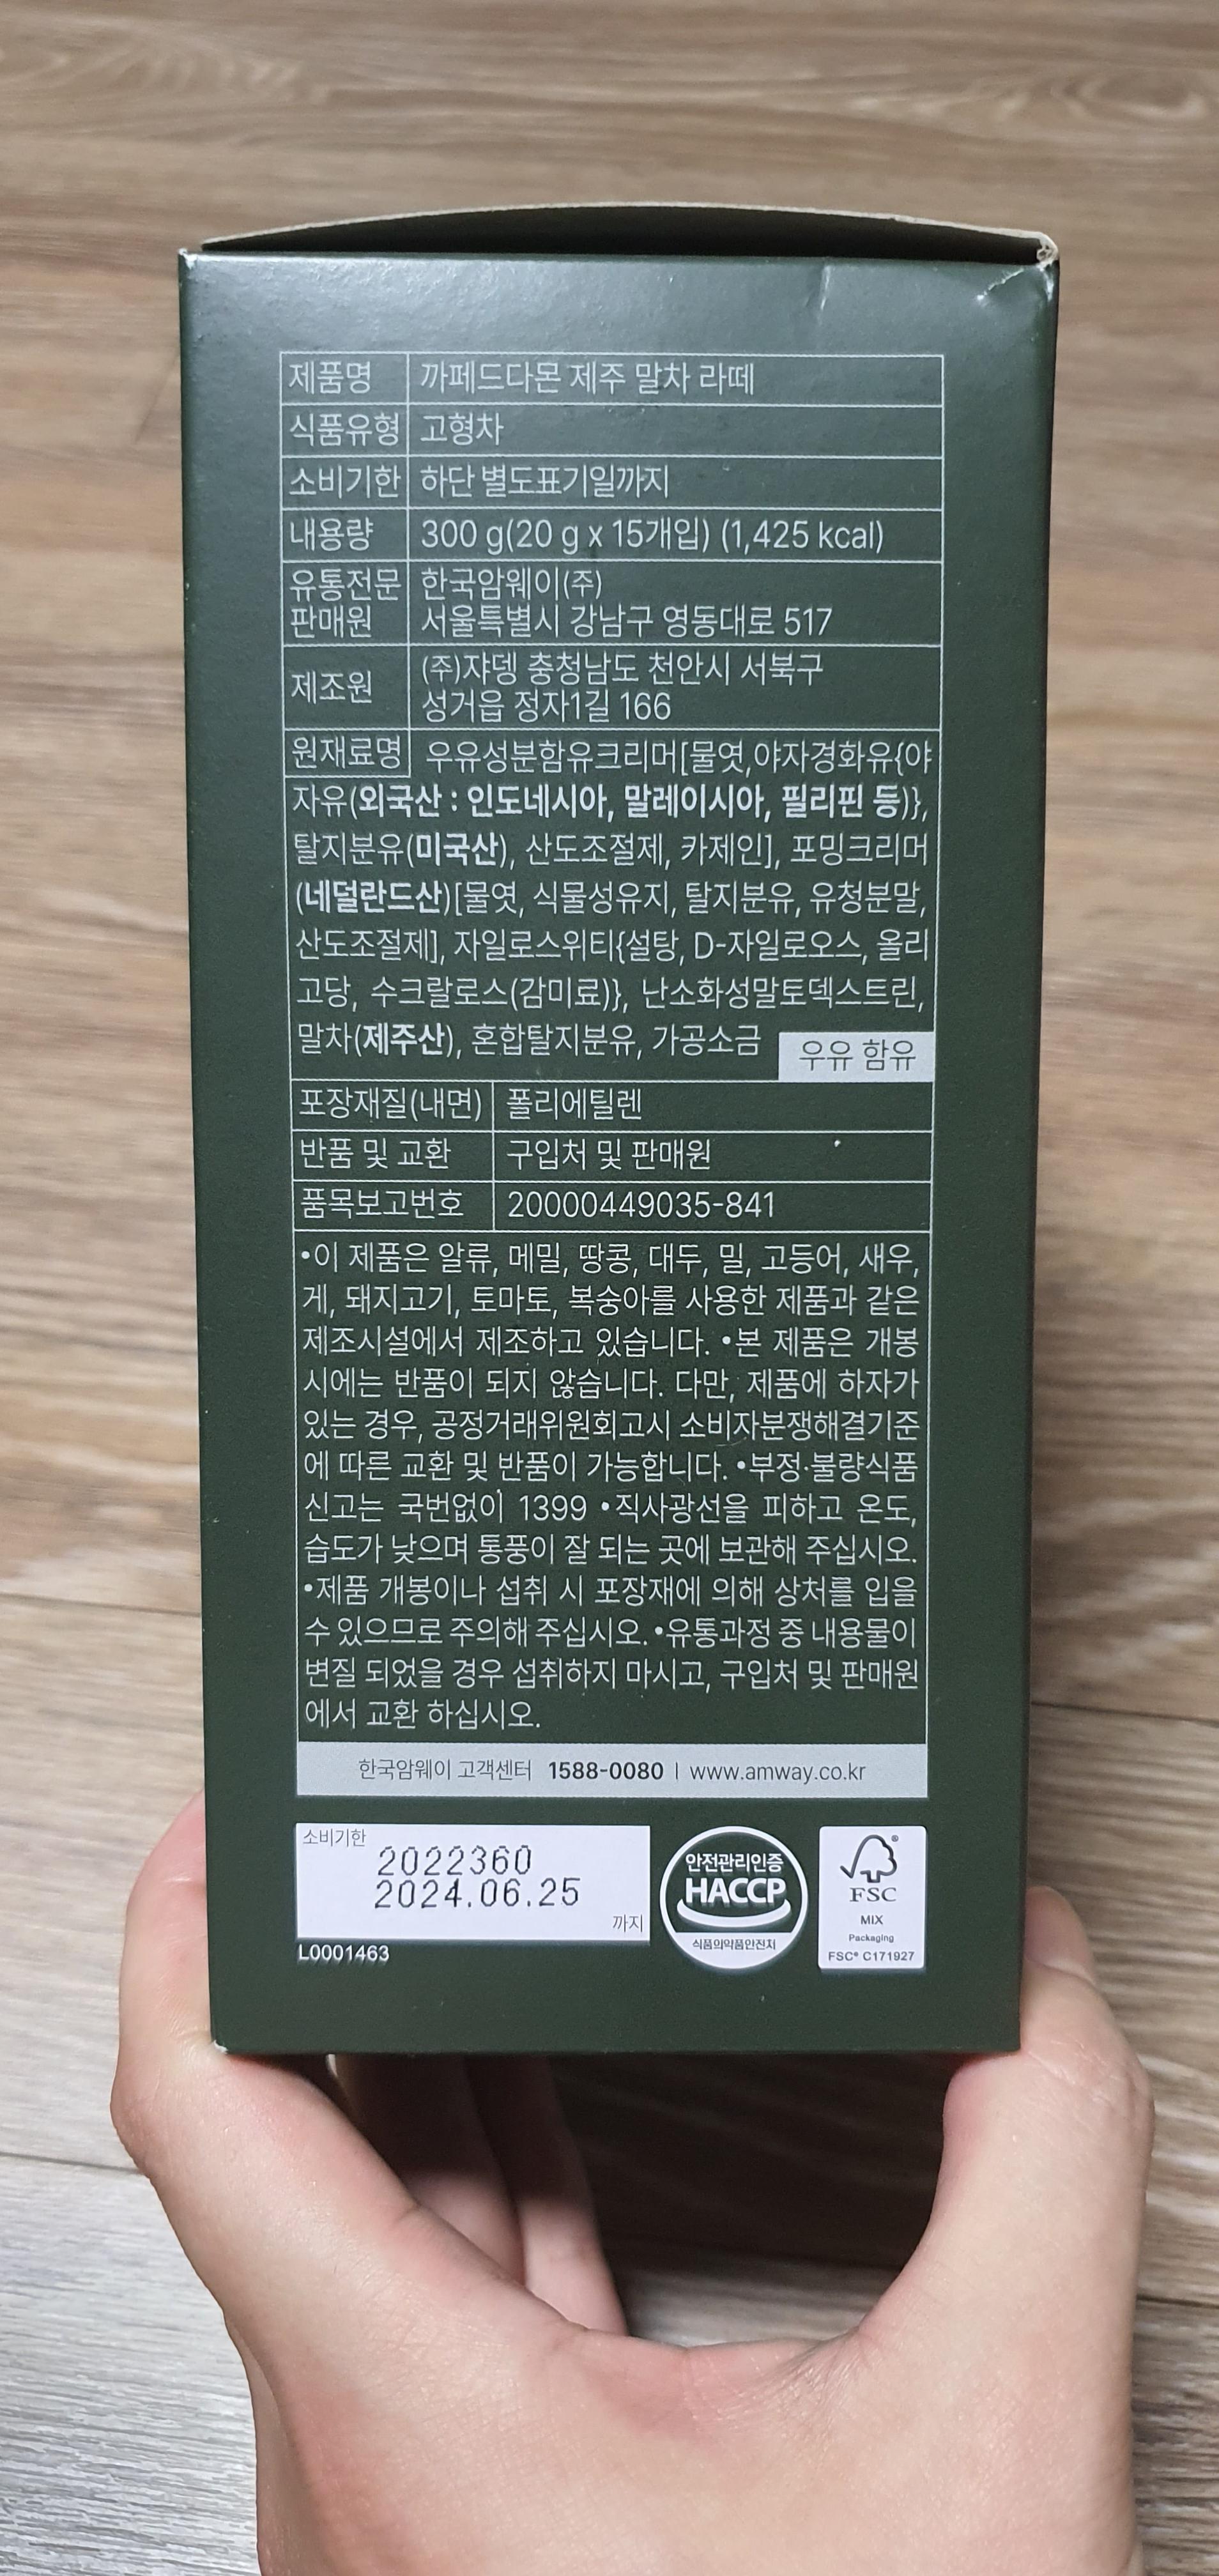 제품명 까페드다몬 제주 말차 라떼
식품유형 고형차
소비기한 하단 별도표기일까지
내용량 300 g(20 g x 15개입) (1,425 kcal)
유통전문 판매원 한국암웨이(주)
서울특별시 강남구 영동대로 517
제조원 (주)쟈뎅 충청남도 천안시 서북구
성거읍 정자1길 166
원재료명 우유성분함유크리머[물엿,야자경화유{야
자유(외국산 : 인도네시아, 말레이시아, 필리핀 등)},
탈지분유(미국산), 산도조절제, 카제인], 포밍크리머
(네덜란드산)[물엿, 식물성유지, 탈지분유, 유청분말,
산도조절제], 자일로스위티{설탕, D-자일로오스, 올리
고당, 수크랄로스(감미료)}, 난소화성말토덱스트린,
말차(제주산), 혼합탈지분유, 가공소금
우유 함유
포장재질(내면) 폴리에틸렌
반품 및 교환 구입처 및 판매원
품목보고번호 20000449035-841
•이 제품은 알류, 메밀, 땅콩, 대두, 밀, 고등어, 새우,
게, 돼지고기, 토마토, 복숭아를 사용한 제품과 같은
제조시설에서 제조하고 있습니다. •본 제품은 개봉
시에는 반품이 되지 않습니다. 다만, 제품에 하자가
있는 경우, 공정거래위원회고시 소비자분쟁해결기준
에 따른 교환 및 반품이 가능합니다. •부정·불량식품
신고는 국번없이 1399 •직사광선을 피하고 온도,
습도가 낮으며 통풍이 잘 되는 곳에 보관해 주십시오.
•제품 개봉이나 섭취 시 포장재에 의해 상처를 입을
수 있으므로 주의해 주십시오. •유통과정 중 내용물이
변질 되었을 경우 섭취하지 마시고, 구입처 및 판매원
에서 교환 하십시오.
한국암웨이 고객센터 1588-0080 | www.amway.co.kr
소비기한
2022360
2024.06.25
까지
L0001463
안전관리인증
HACCP
식품의약품안전처
FSC®
MIX
Packaging
FSC® C171927